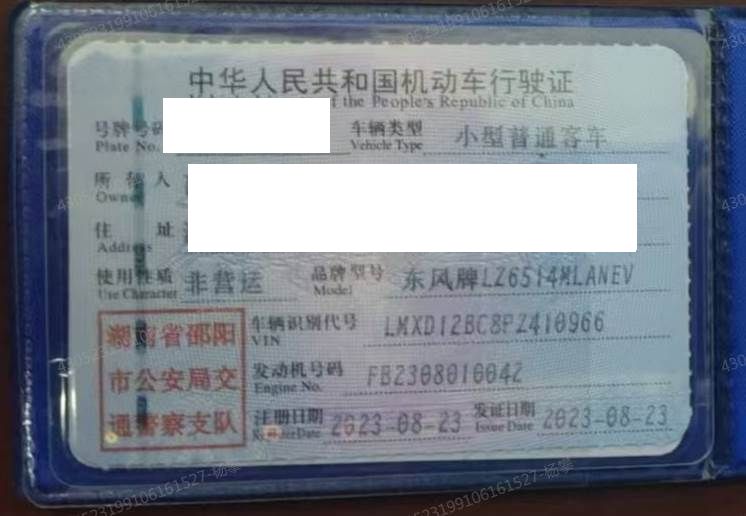 中华人民共和国机动车行驶证
of the People's Republic of China
号牌号码
Plate No.
车辆类型 小型普通客车
Vehicle Type
所有人
Owner
住址
Address
使用性质 非营运
Use Character
品牌型号 东风牌LZ6514MLANEV
Model
湖南省邵阳
市公安局交
通警察支队
车辆识别代号 LMXD12BC8PZ410966
VIN
发动机号码 FB23080T0042
Engine No.
注册日期 2023-08-23
Register Date
发证日期 2023-08-23
Issue Date